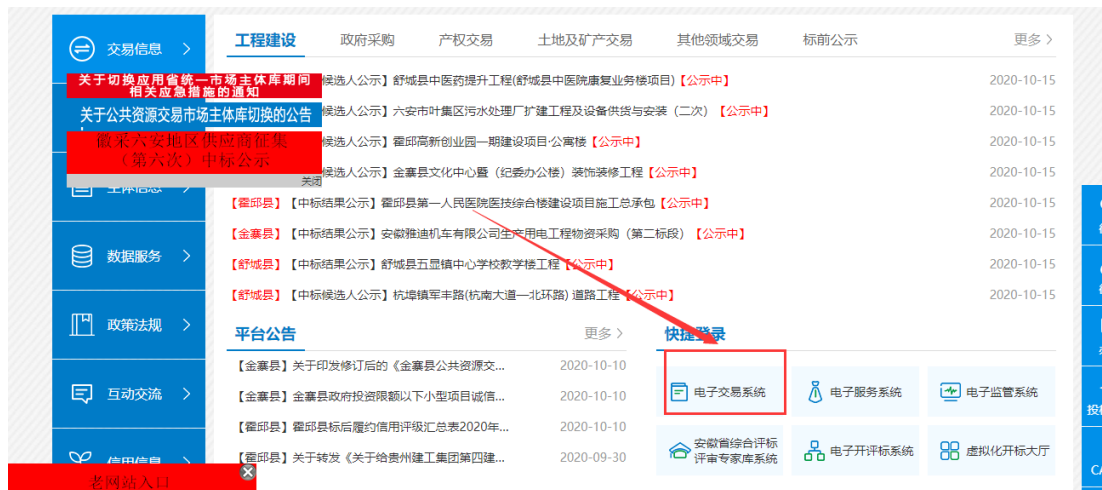 交易信息
工程建设 政府采购 产权交易 土地及矿产交易 其他领域交易 标前公示 更多
关于切换应用省统一市场主体库期间
相关应急措施的通知
关于公共资源交易市场主体库切换的公告
徽采六安地区供应商征集
（第六次）中标公示
关闭
候选人公示】舒城县中医药提升工程(舒城县中医院康复业务楼项目)【公示中】 2020-10-15
候选人公示】六安市叶集区污水处理厂扩建工程及设备供货与安装（二次）【公示中】 2020-10-15
候选人公示】霍邱高新创业园一期建设项目·公寓楼【公示中】 2020-10-15
候选人公示】金寨县文化中心暨（纪委办公楼）装饰装修工程【公示中】 2020-10-15
【霍邱县】【中标结果公示】霍邱县第一人民医院医技综合楼建设项目施工总承包【公示中】 2020-10-15
【金寨县】【中标结果公示】安徽雅迪机车有限公司生产用电工程物资采购（第二标段）【公示中】 2020-10-15
【舒城县】【中标结果公示】舒城县五显镇中心学校教学楼工程【公示中】 2020-10-15
【舒城县】【中标候选人公示】杭埠镇军丰路(杭南大道—北环路)道路工程【公示中】 2020-10-15
主体信息
数据服务
政策法规
互动交流
信用信息
老网站入口
平台公告 更多
【金寨县】关于印发修订后的《金寨县公共资源交... 2020-10-10
【金寨县】金寨县政府投资限额以下小型项目诚信... 2020-10-10
【霍邱县】霍邱县标后履约信用评级汇总表2020年... 2020-10-10
【霍邱县】关于转发《关于给贵州建工集团第四建... 2020-09-30
快捷登录
电子交易系统 电子服务系统 电子监管系统
安徽省综合评标
评审专家库系统
电子开评标系统 虚拟化开标大厅
CA